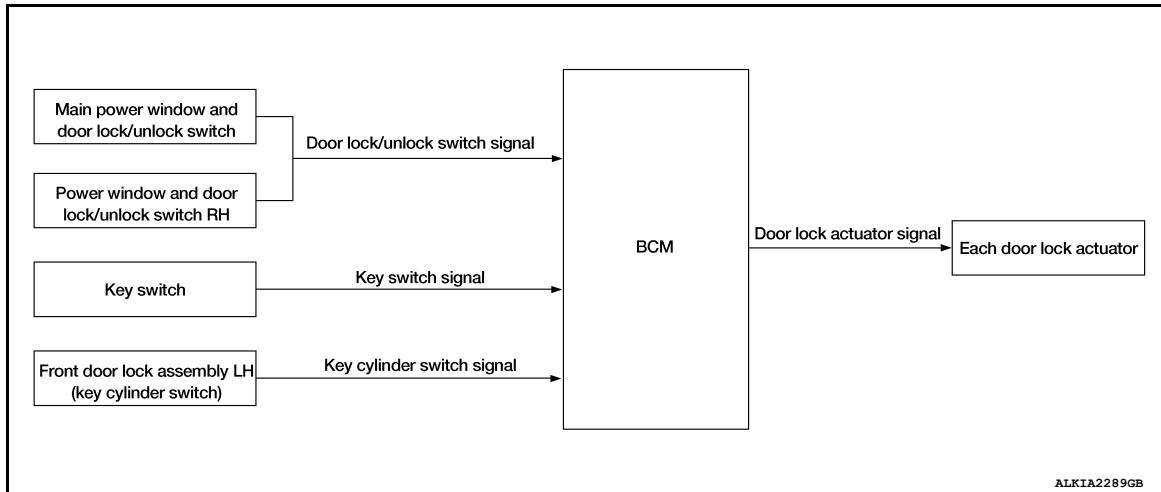 Main power window and
door lock/unlock switch
Door lock/unlock switch signal
Power window and door
lock/unlock switch RH
Key switch
Key switch signal
Front door lock assembly LH
(key cylinder switch)
Key cylinder switch signal
BCM
Door lock actuator signal
Each door lock actuator
ALKIA2289GB